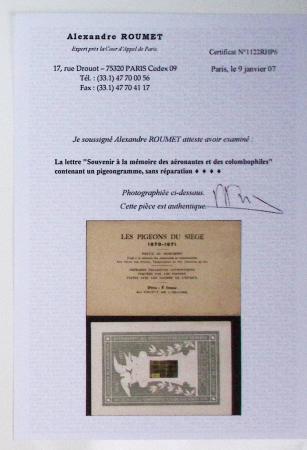 Alexandre ROUMET
Expert près la Cour d'Appel de Paris.
Certificat N°1122RHP6
17, rue Drouot – 75320 PARIS Cedex 09
Tél. : (33.1) 47 70 00 56
Fax : (33.1) 47 70 41 17
Paris, le 9 janvier 07
Je soussigné Alexandre ROUMET atteste avoir examiné :
La lettre "Souvenir à la mémoire des aéronautes et des colombophiles"
contenant un pigeongramme, sans réparation ♦ ♦ ♦ ♦
Photographiée ci-dessous.
Cette pièce est authentique.
LES PIGEONS DU SIÈGE
1870-1871